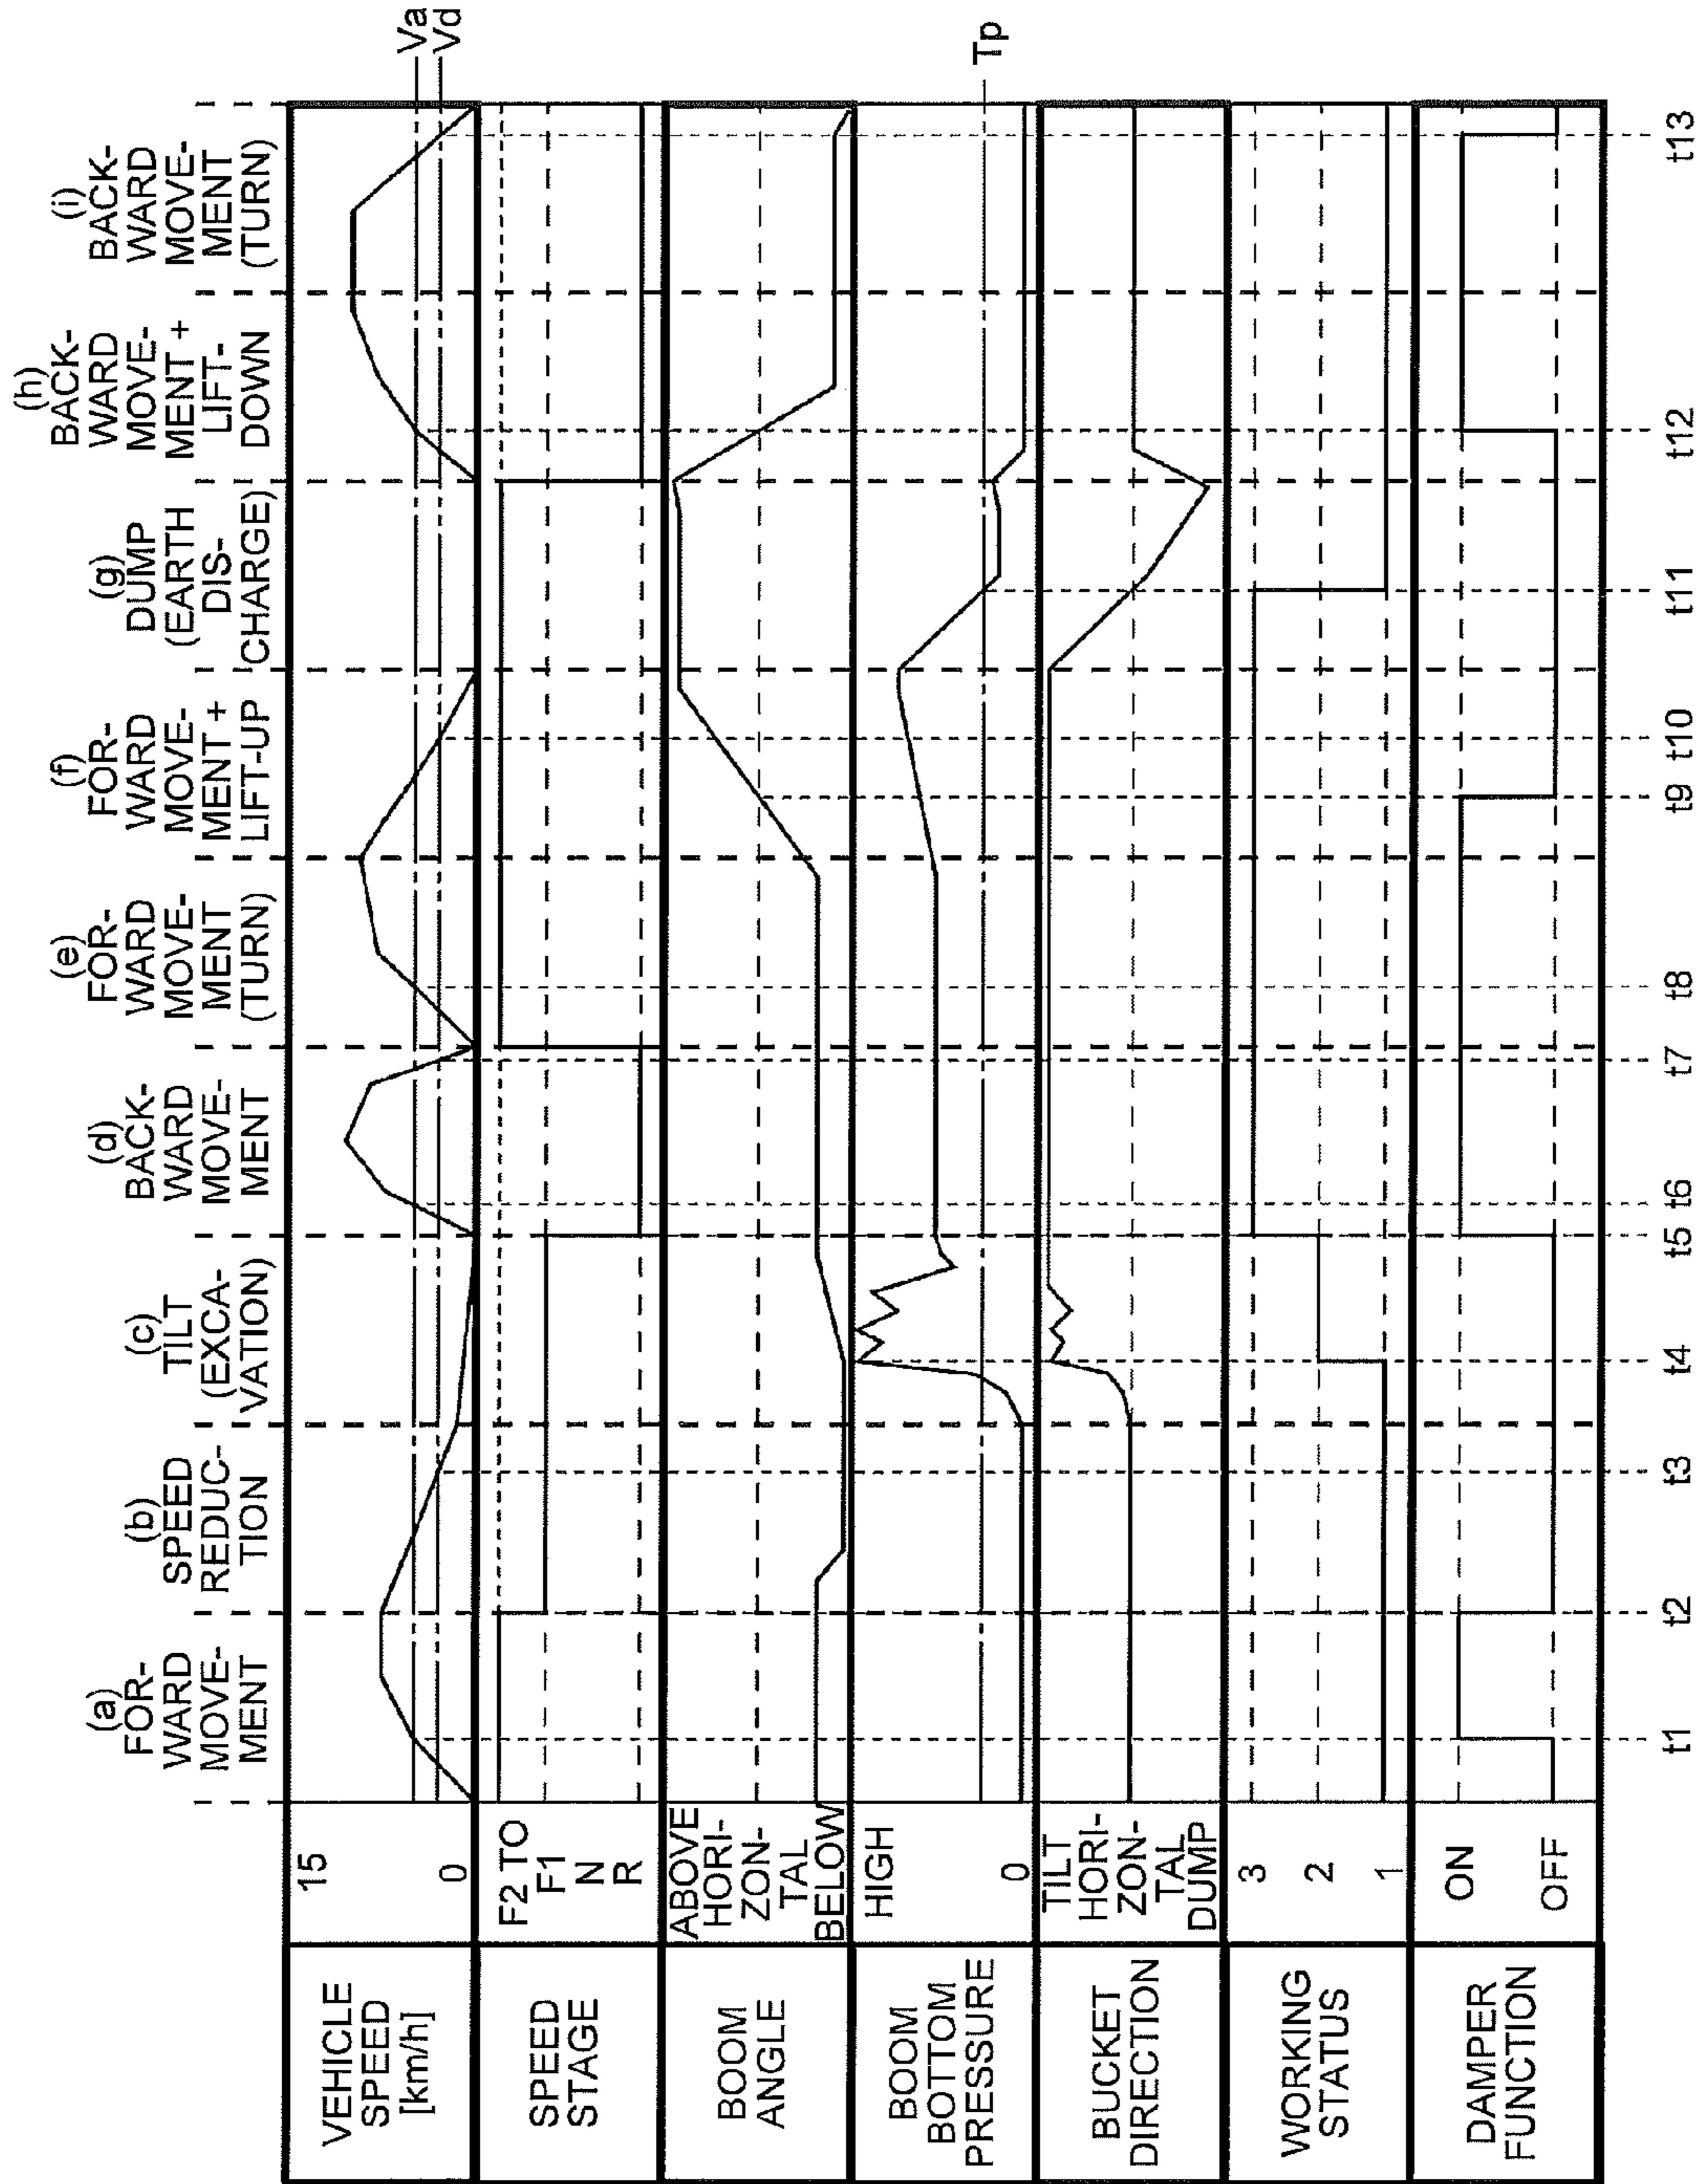 (a)
FOR-
WARD
MOVE-
MENT
(b)
SPEED
REDUC-
TION
(c)
TILT
(EXCA-
VATION)
(d)
BACK-
WARD
MOVE-
MENT
(e)
FOR-
WARD
MOVE-
MENT
(TURN)
(f)
FOR-
WARD
MOVE-
MENT +
LIFT-UP
(g)
DUMP
(EARTH
DIS-
CHARGE)
(h)
BACK-
WARD
MOVE-
MENT +
LIFT-
DOWN
(i)
BACK-
WARD
MOVE-
MENT
(TURN)
VEHICLE
SPEED
[km/h]
15
0
Va
Vd
SPEED
STAGE
F2 TO
F1
N
R
BOOM
ANGLE
ABOVE
HORI-
ZON-
TAL
BELOW
BOOM
BOTTOM
PRESSURE
HIGH
0
Tp
BUCKET
DIRECTION
TILT
HORI-
ZON-
TAL
DUMP
WORKING
STATUS
3
2
1
DAMPER
FUNCTION
ON
OFF
t1 t2 t3 t4 t5 t6 t7 t8 t9 t10 t11 t12 t13